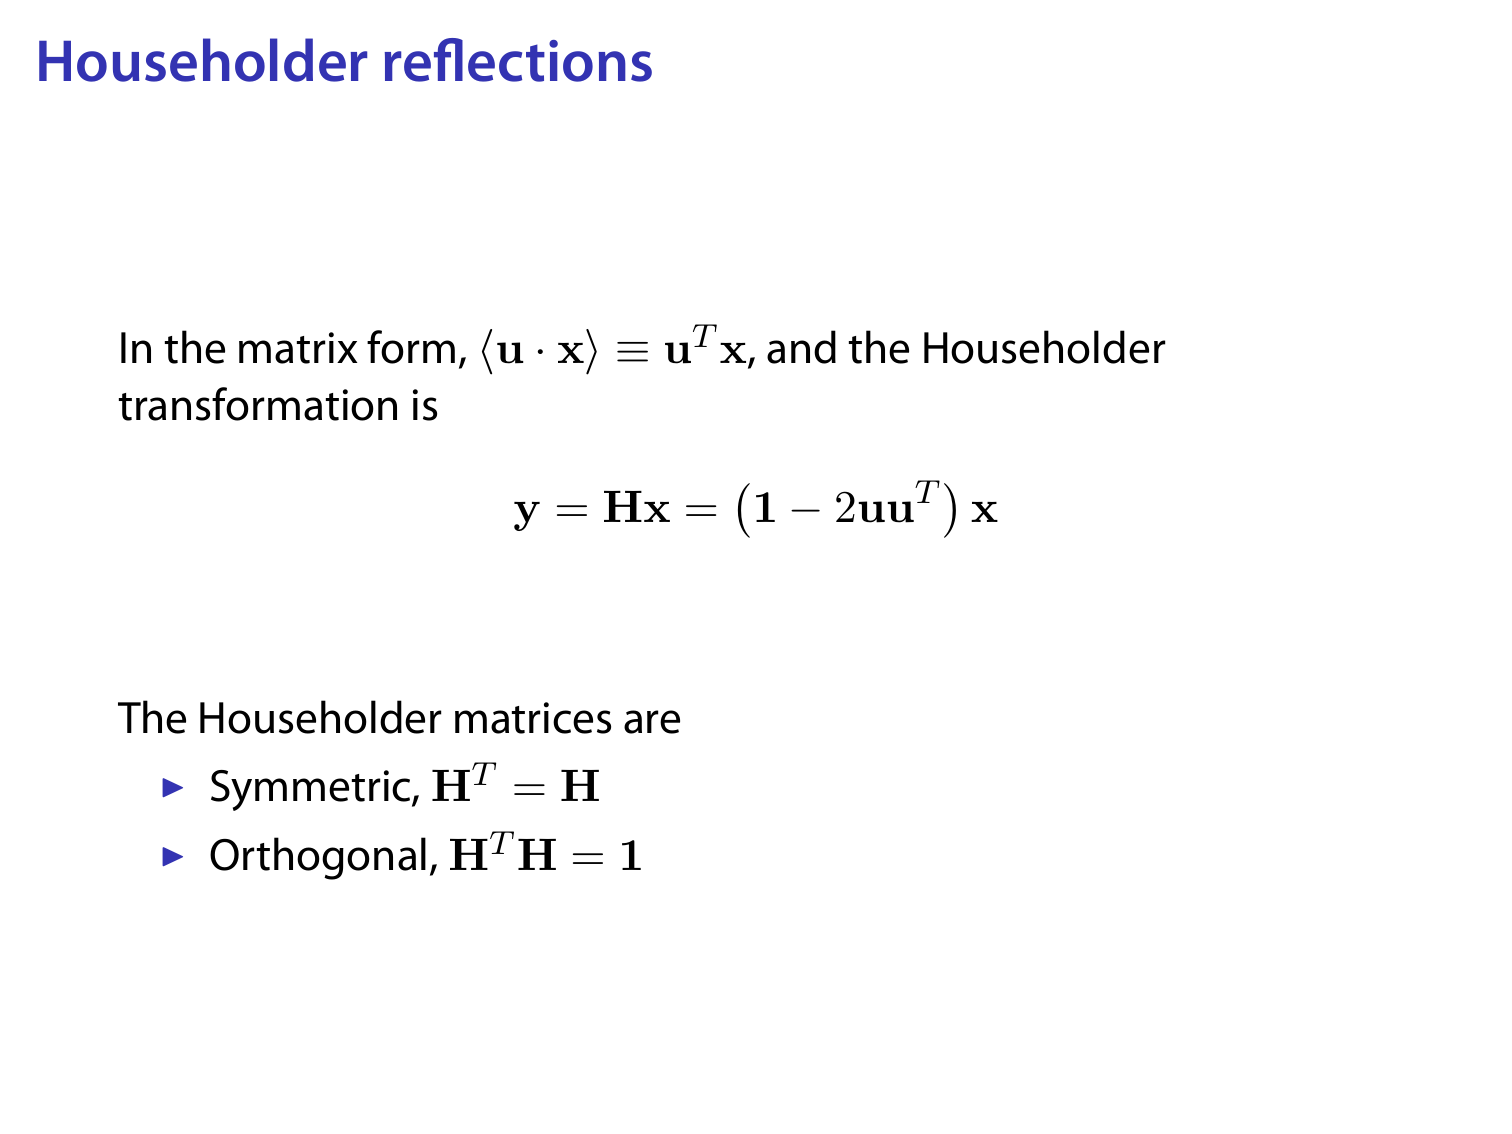 Householder reflections
In the matrix form, ⟨𝐮 · 𝐱⟩ ≡ 𝐮ᵀ𝐱, and the Householder
transformation is
𝐲 = 𝐇𝐱 = (𝟏 − 2𝐮𝐮ᵀ) 𝐱
The Householder matrices are
▶ Symmetric, 𝐇ᵀ = 𝐇
▶ Orthogonal, 𝐇ᵀ𝐇 = 𝟏